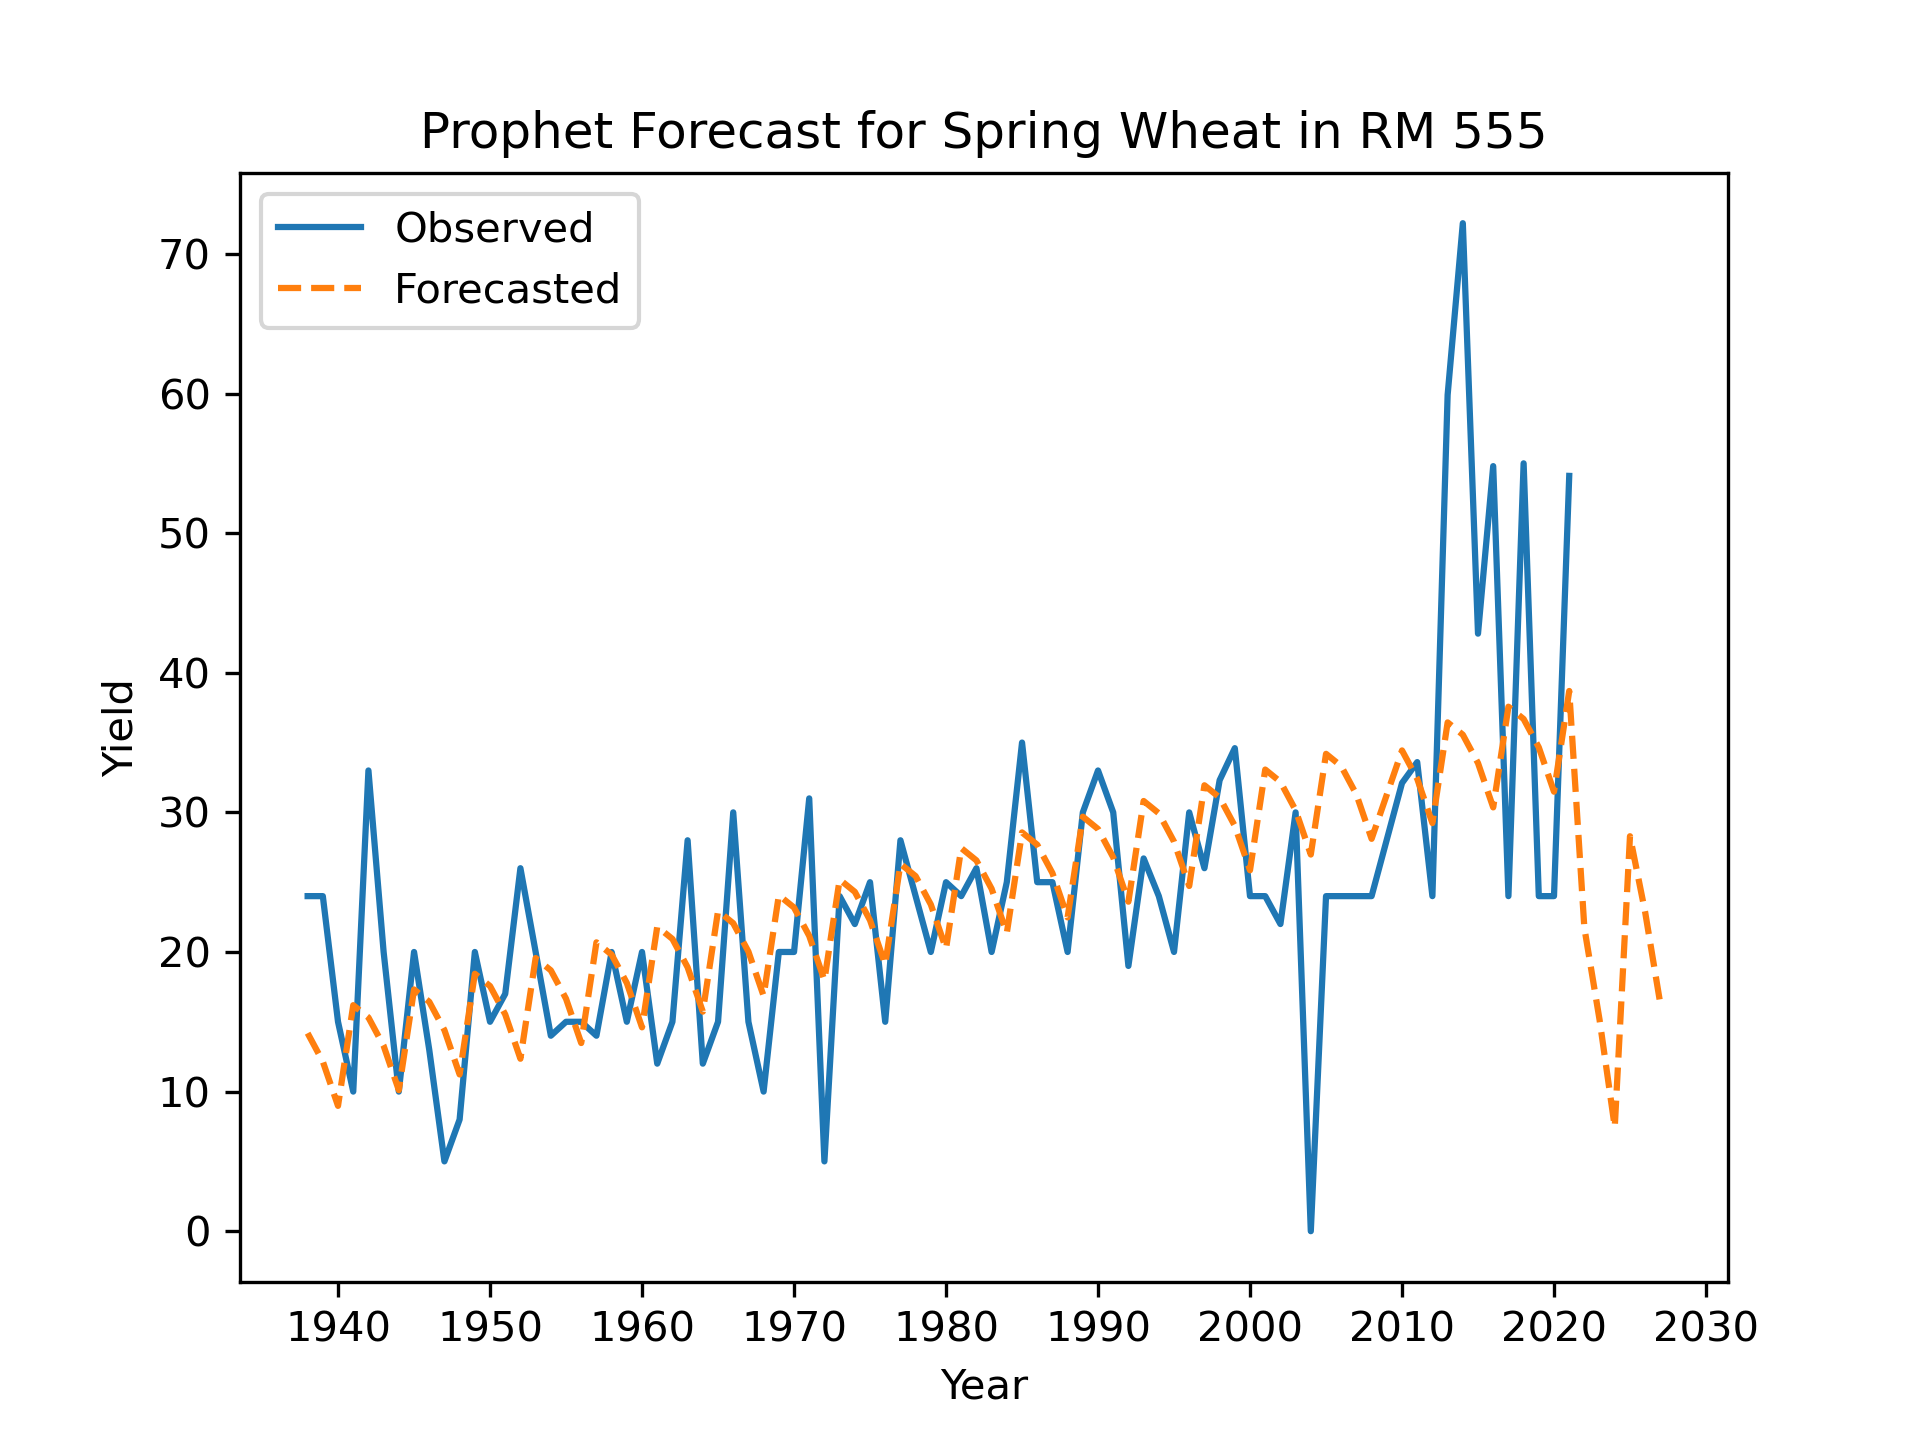 Prophet Forecast for Spring Wheat in RM 555
Observed
Forecasted
70
60
50
40
30
20
10
0
Yield
1940 1950 1960 1970 1980 1990 2000 2010 2020 2030
Year